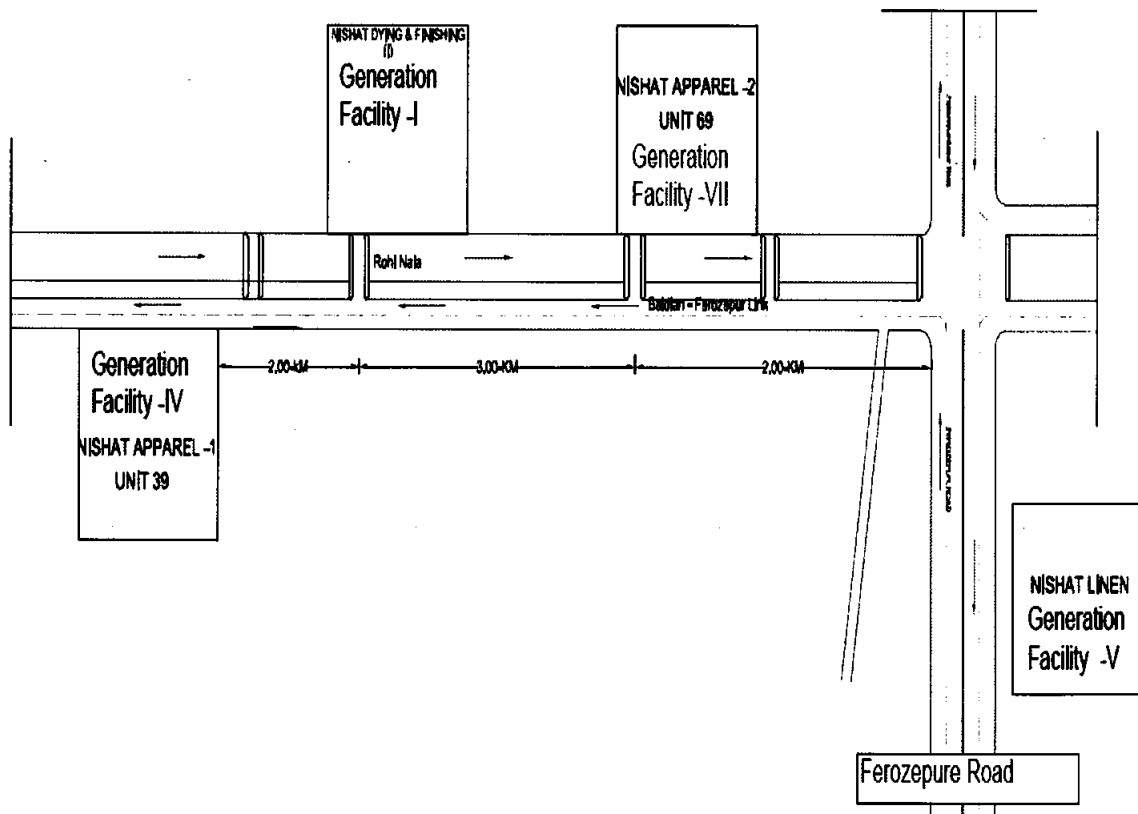 NISHAT DYING & FINISHING
(I)
Generation
Facility -I
NISHAT APPAREL -2
UNIT 69
Generation
Facility -VII
Rohi Nala
Ferozepur Link
Generation
Facility -IV
NISHAT APPAREL -1
UNIT 39
2,00-KM
3,00-KM
2,00-KM
NISHAT LINEN
Generation
Facility -V
Ferozepure Road